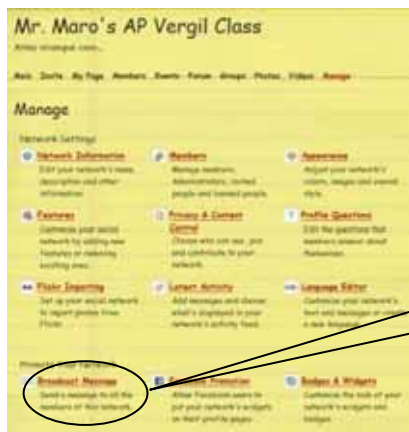 Mr. Maro's AP Vergil Class
Arma virumque cano...
Main Invite My Page Members Events Forum Groups Photos Videos Manage
Manage
Network Settings
Network Information
Edit your network's name,
description and other
information
Members
Manage members,
Administrators, invited
people and banned people.
Appearance
Adjust your network's
colors, images and overall
style.
Features
Customize your social
network by adding new
features or removing
existing ones.
Privacy & Content
Control
Choose who can see, join
and contribute to your
network.
Profile Questions
Edit the questions that
members answer about
themselves.
Flickr Importing
Set up your social network
to import photos from
Flickr.
Latest Activity
Add messages and choose
what's displayed in your
network's activity feed.
Language Editor
Customize your network's
text and messages or create
a new language.
Promote Your Network
Broadcast Message
Send a message to all the
members of this network.
Promotion
Allow Facebook users to
put your network's widgets
on their profile pages.
Badges & Widgets
Customize the look of your
network's widgets and
badges.